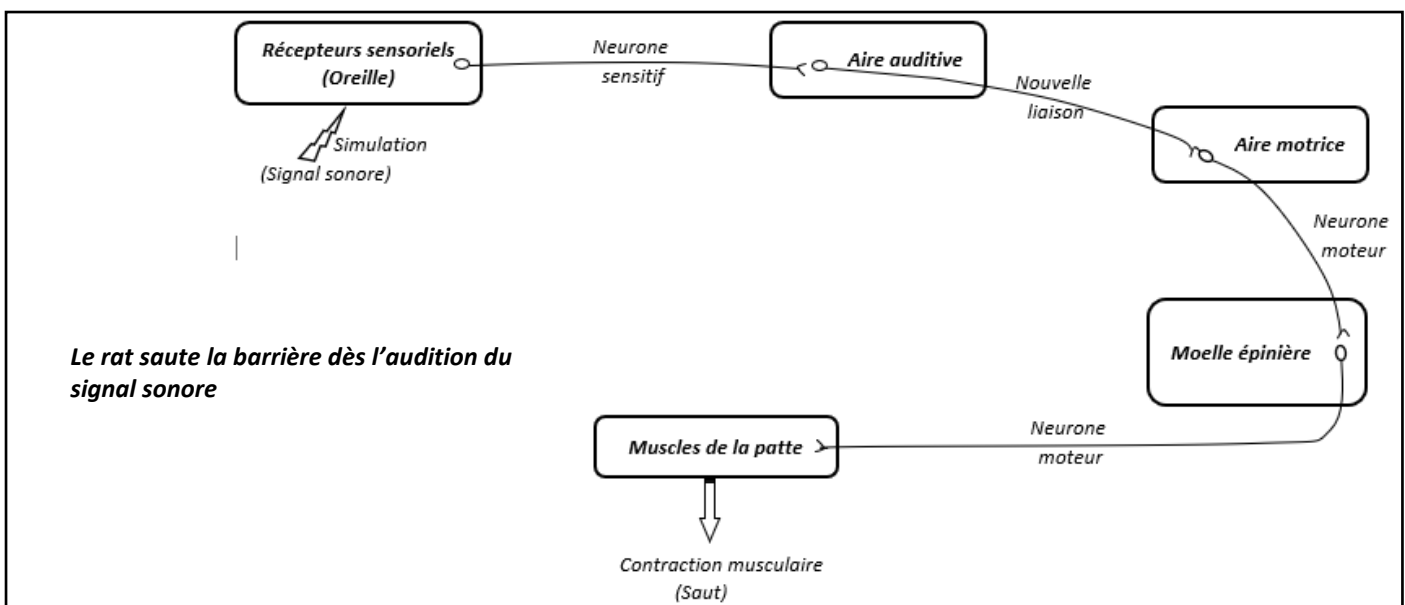 Récepteurs sensoriels
(Oreille)
Neurone
sensitif
Aire auditive
Nouvelle
liaison
Aire motrice
Simulation
(Signal sonore)
Neurone
moteur
Moelle épinière
Le rat saute la barrière dès l’audition du
signal sonore
Neurone
moteur
Muscles de la patte
Contraction musculaire
(Saut)